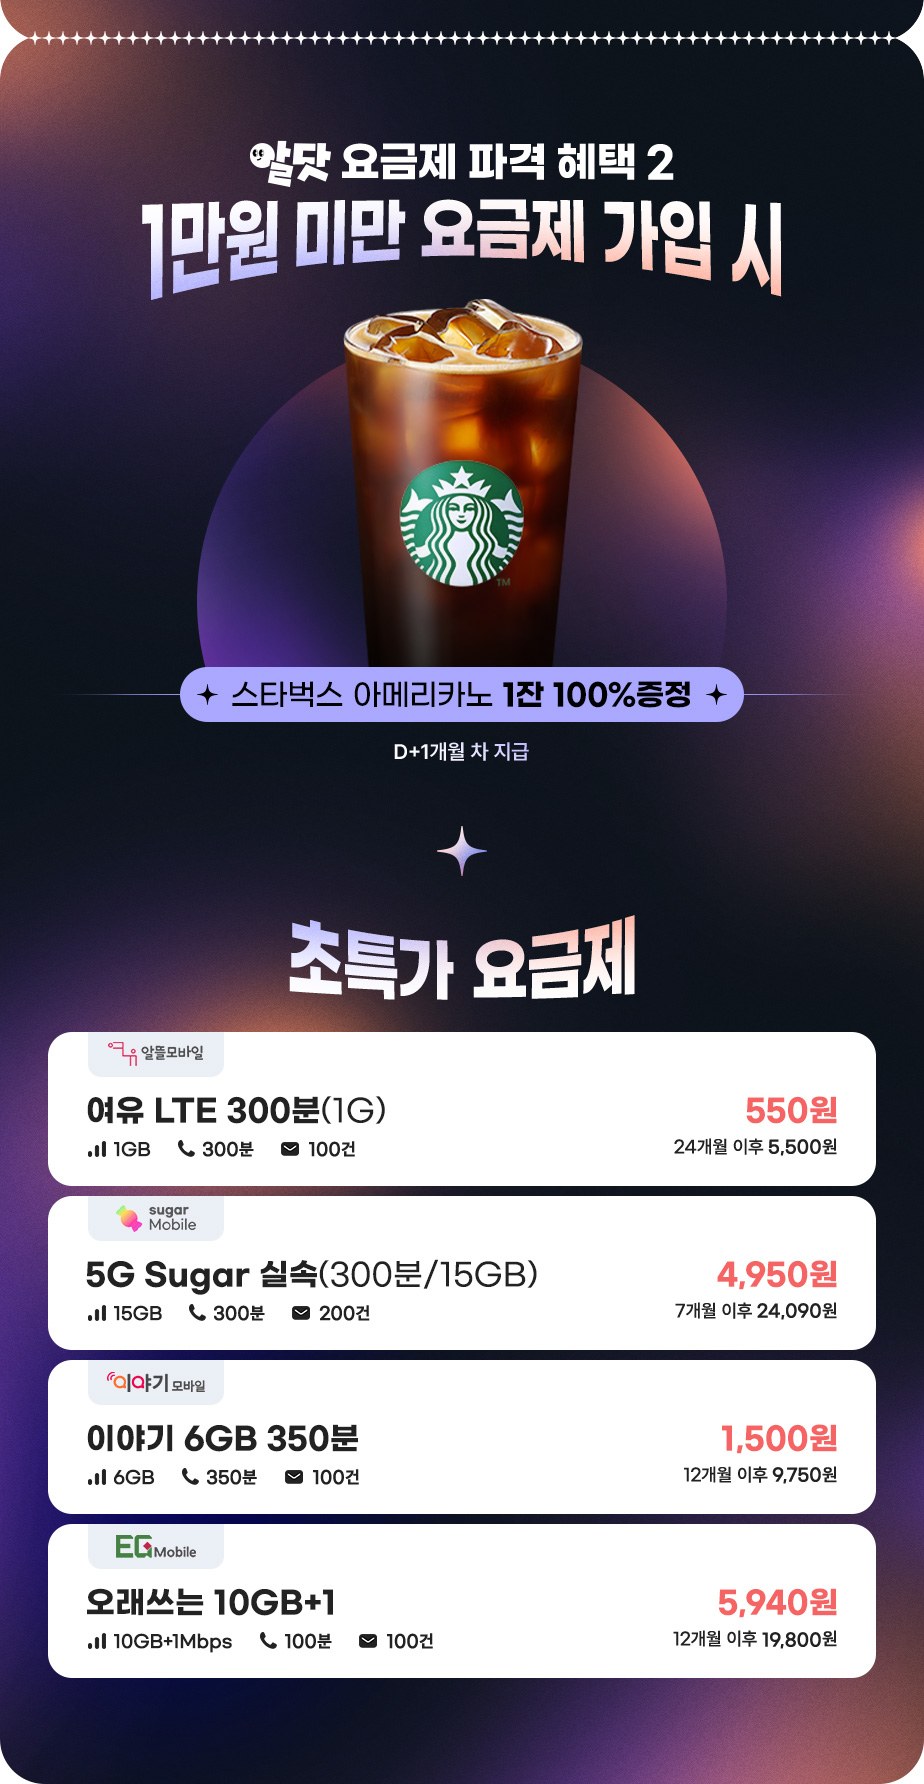 알닷 요금제 파격 혜택 2
1만원 미만 요금제 가입 시
TM
스타벅스 아메리카노 1잔 100%증정
D+1개월 차 지급
초특가 요금제
알뜰모바일
여유 LTE 300분(1G)
550원
1GB 300분 100건
24개월 이후 5,500원
sugar
Mobile
5G Sugar 실속(300분/15GB)
4,950원
15GB 300분 200건
7개월 이후 24,090원
이야기 모바일
이야기 6GB 350분
1,500원
6GB 350분 100건
12개월 이후 9,750원
EG Mobile
오래쓰는 10GB+1
5,940원
10GB+1Mbps 100분 100건
12개월 이후 19,800원